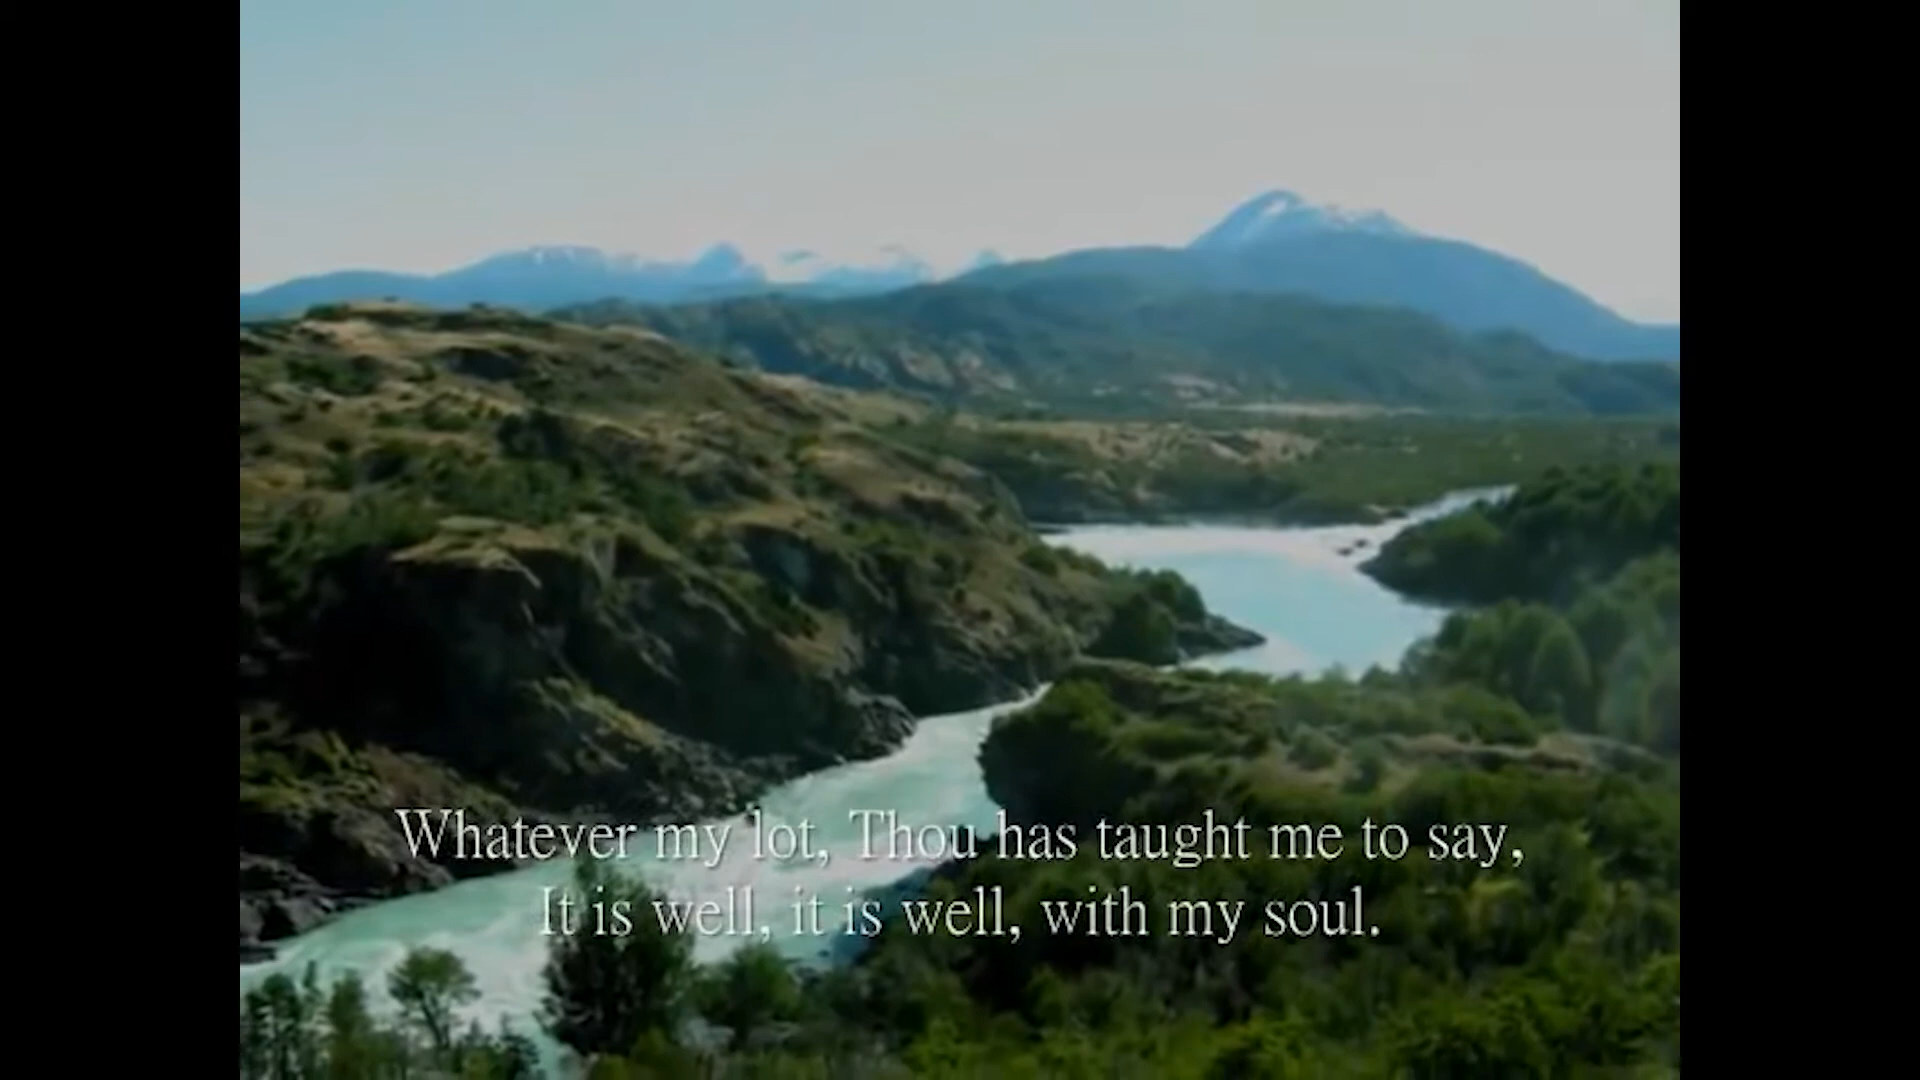 Whatever my lot, Thou has taught me to say,
It is well, it is well, with my soul.